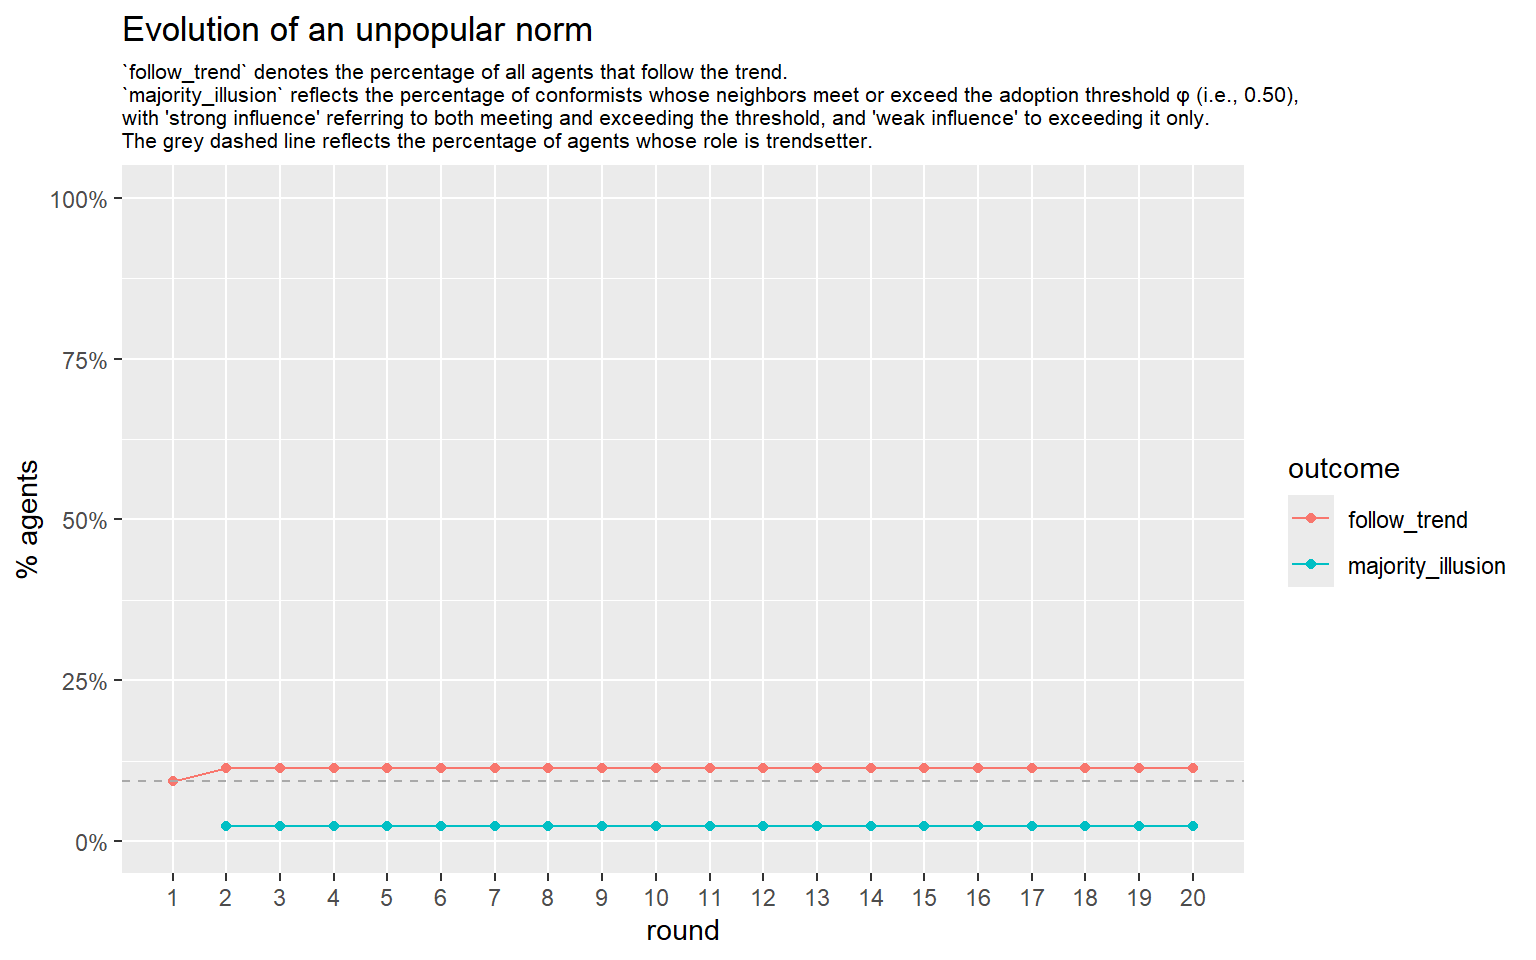 Evolution of an unpopular norm
`follow_trend` denotes the percentage of all agents that follow the trend.
`majority_illusion` reflects the percentage of conformists whose neighbors meet or exceed the adoption threshold φ (i.e., 0.50),
with 'strong influence' referring to both meeting and exceeding the threshold, and 'weak influence' to exceeding it only.
The grey dashed line reflects the percentage of agents whose role is trendsetter.
100%
75%
50%
25%
0%
% agents
1 2 3 4 5 6 7 8 9 10 11 12 13 14 15 16 17 18 19 20
round
outcome
follow_trend
majority_illusion